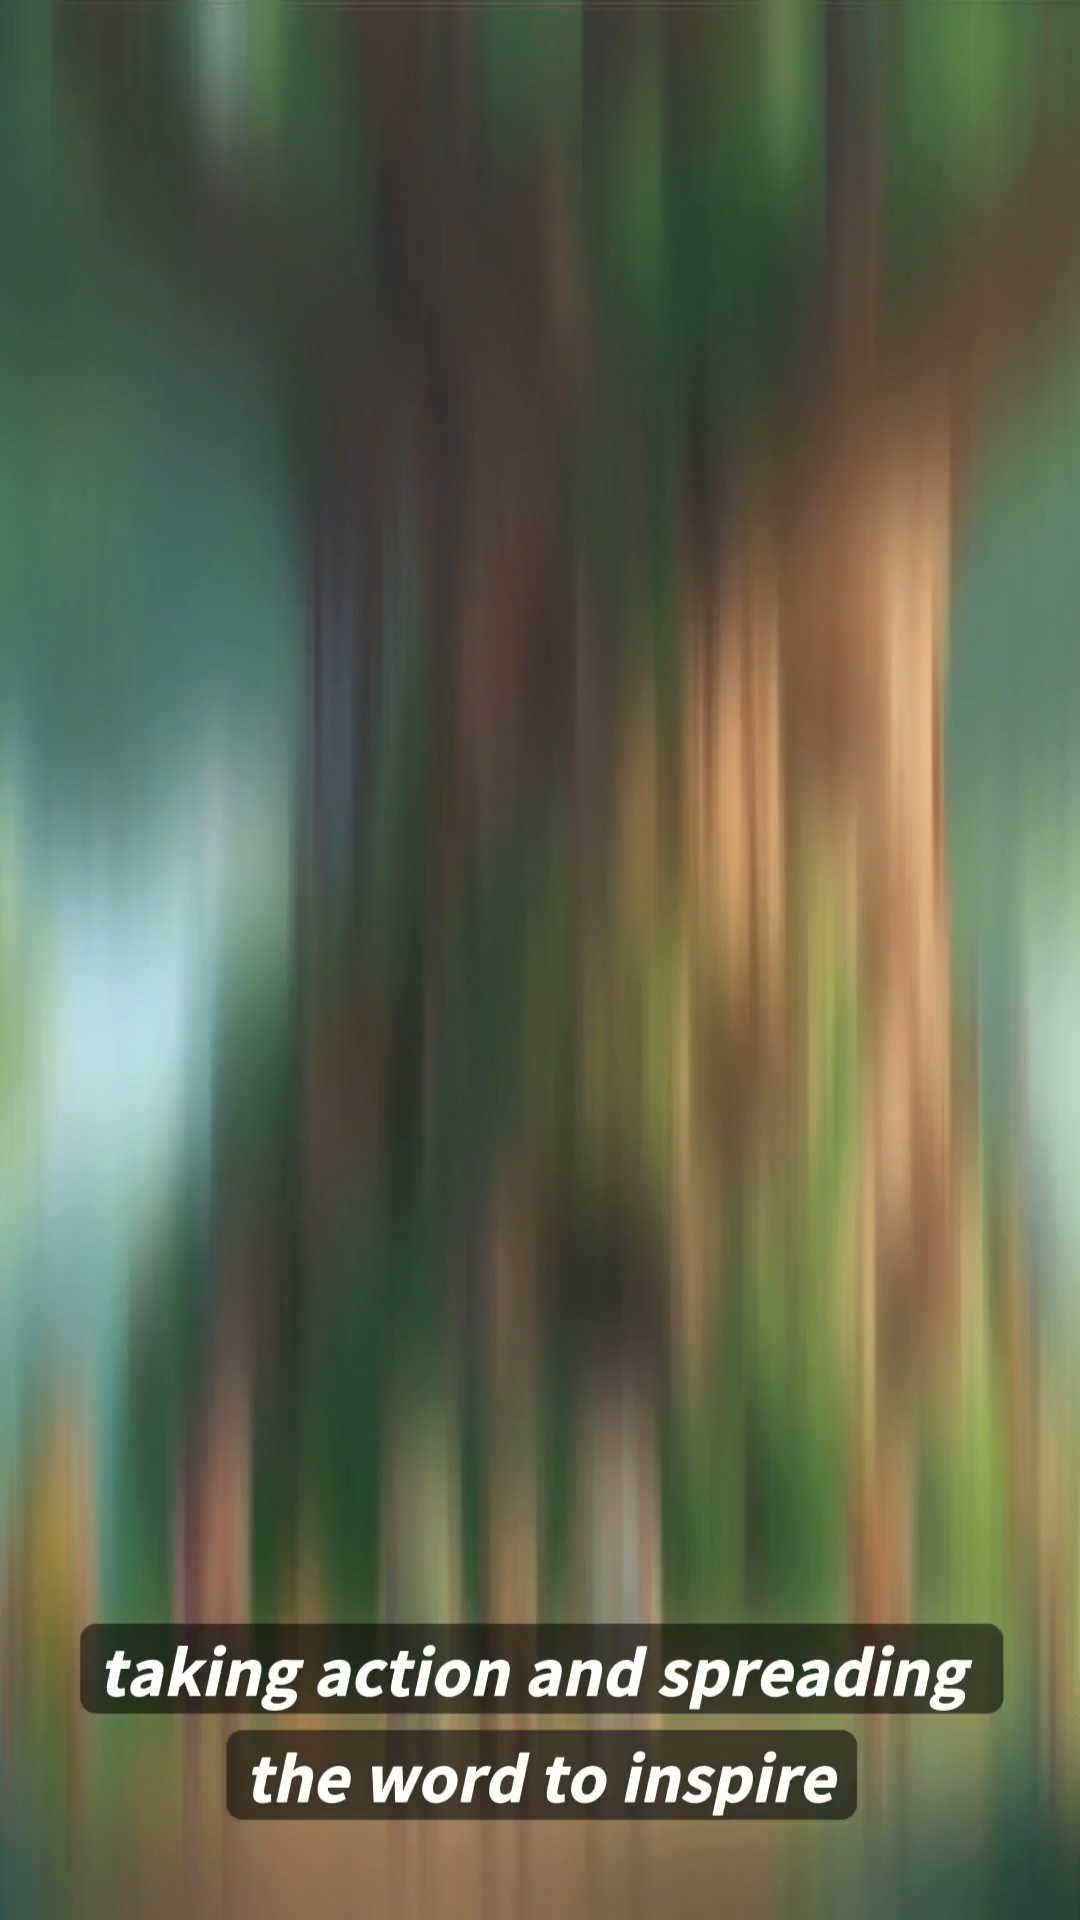 taking action and spreading
the word to inspire